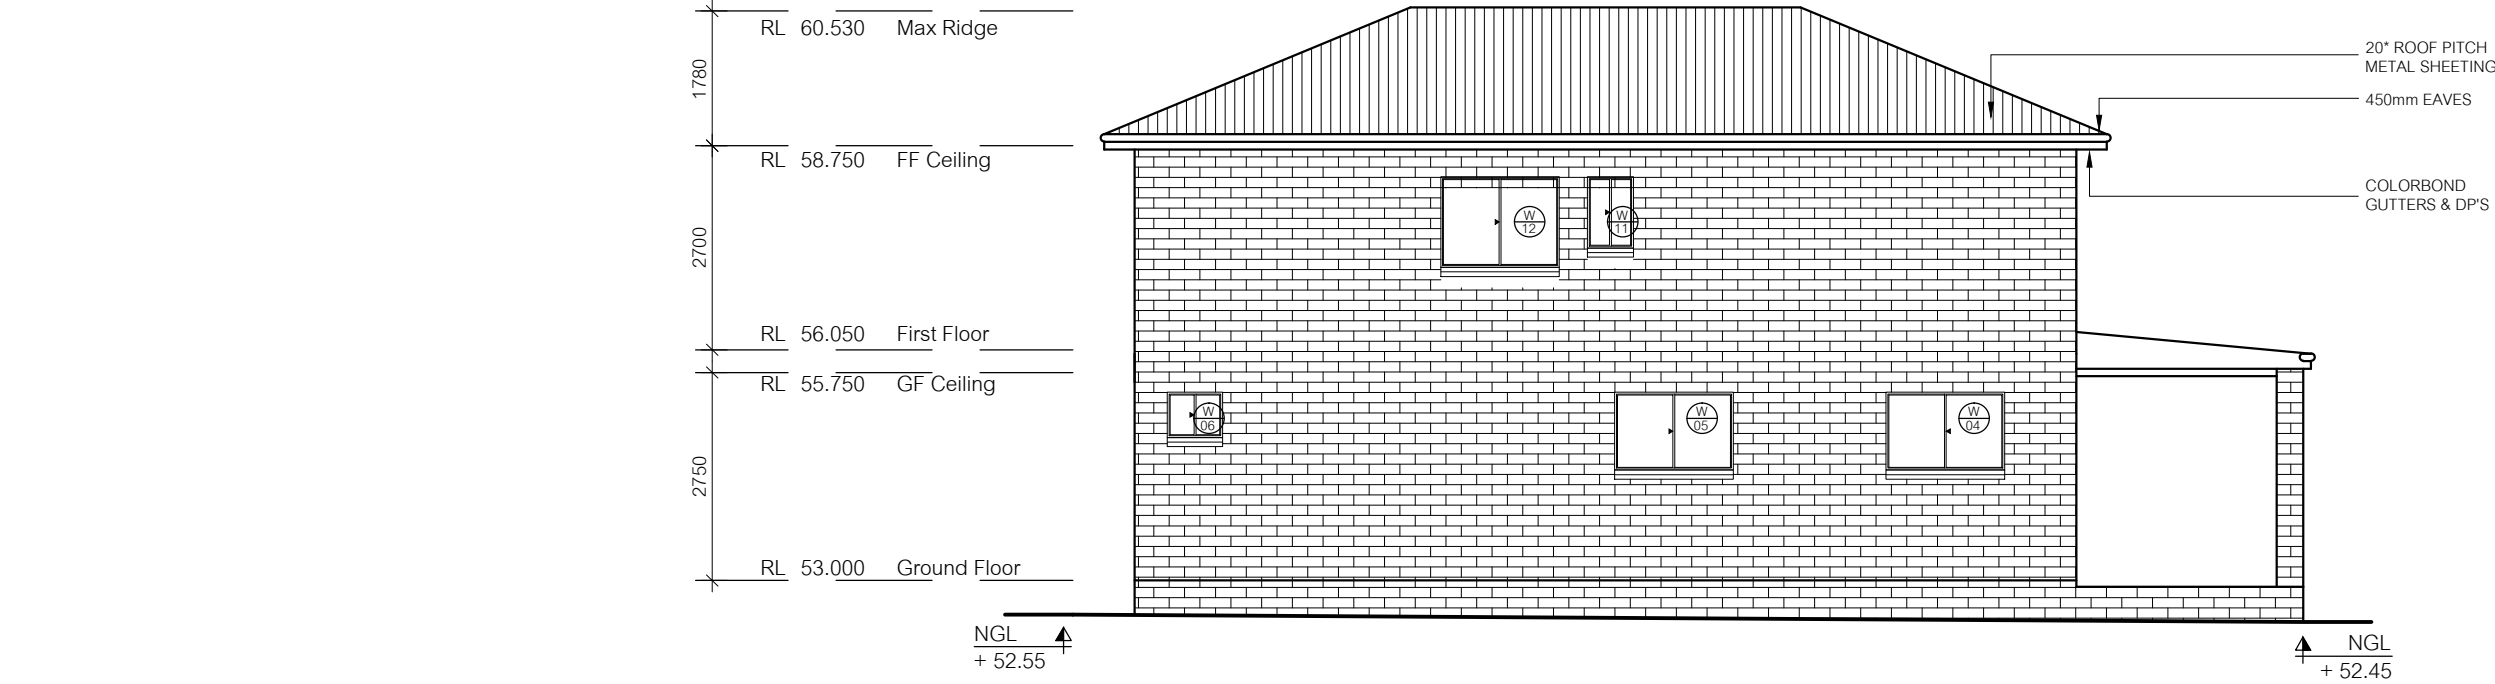 RL 60.530 Max Ridge
1780
RL 58.750 FF Ceiling
2700
RL 56.050 First Floor
RL 55.750 GF Ceiling
2750
RL 53.000 Ground Floor
NGL
+ 52.55
W
12
W
11
W
06
W
05
W
04
20* ROOF PITCH
METAL SHEETING
450mm EAVES
COLORBOND
GUTTERS & DP'S
NGL
+ 52.45